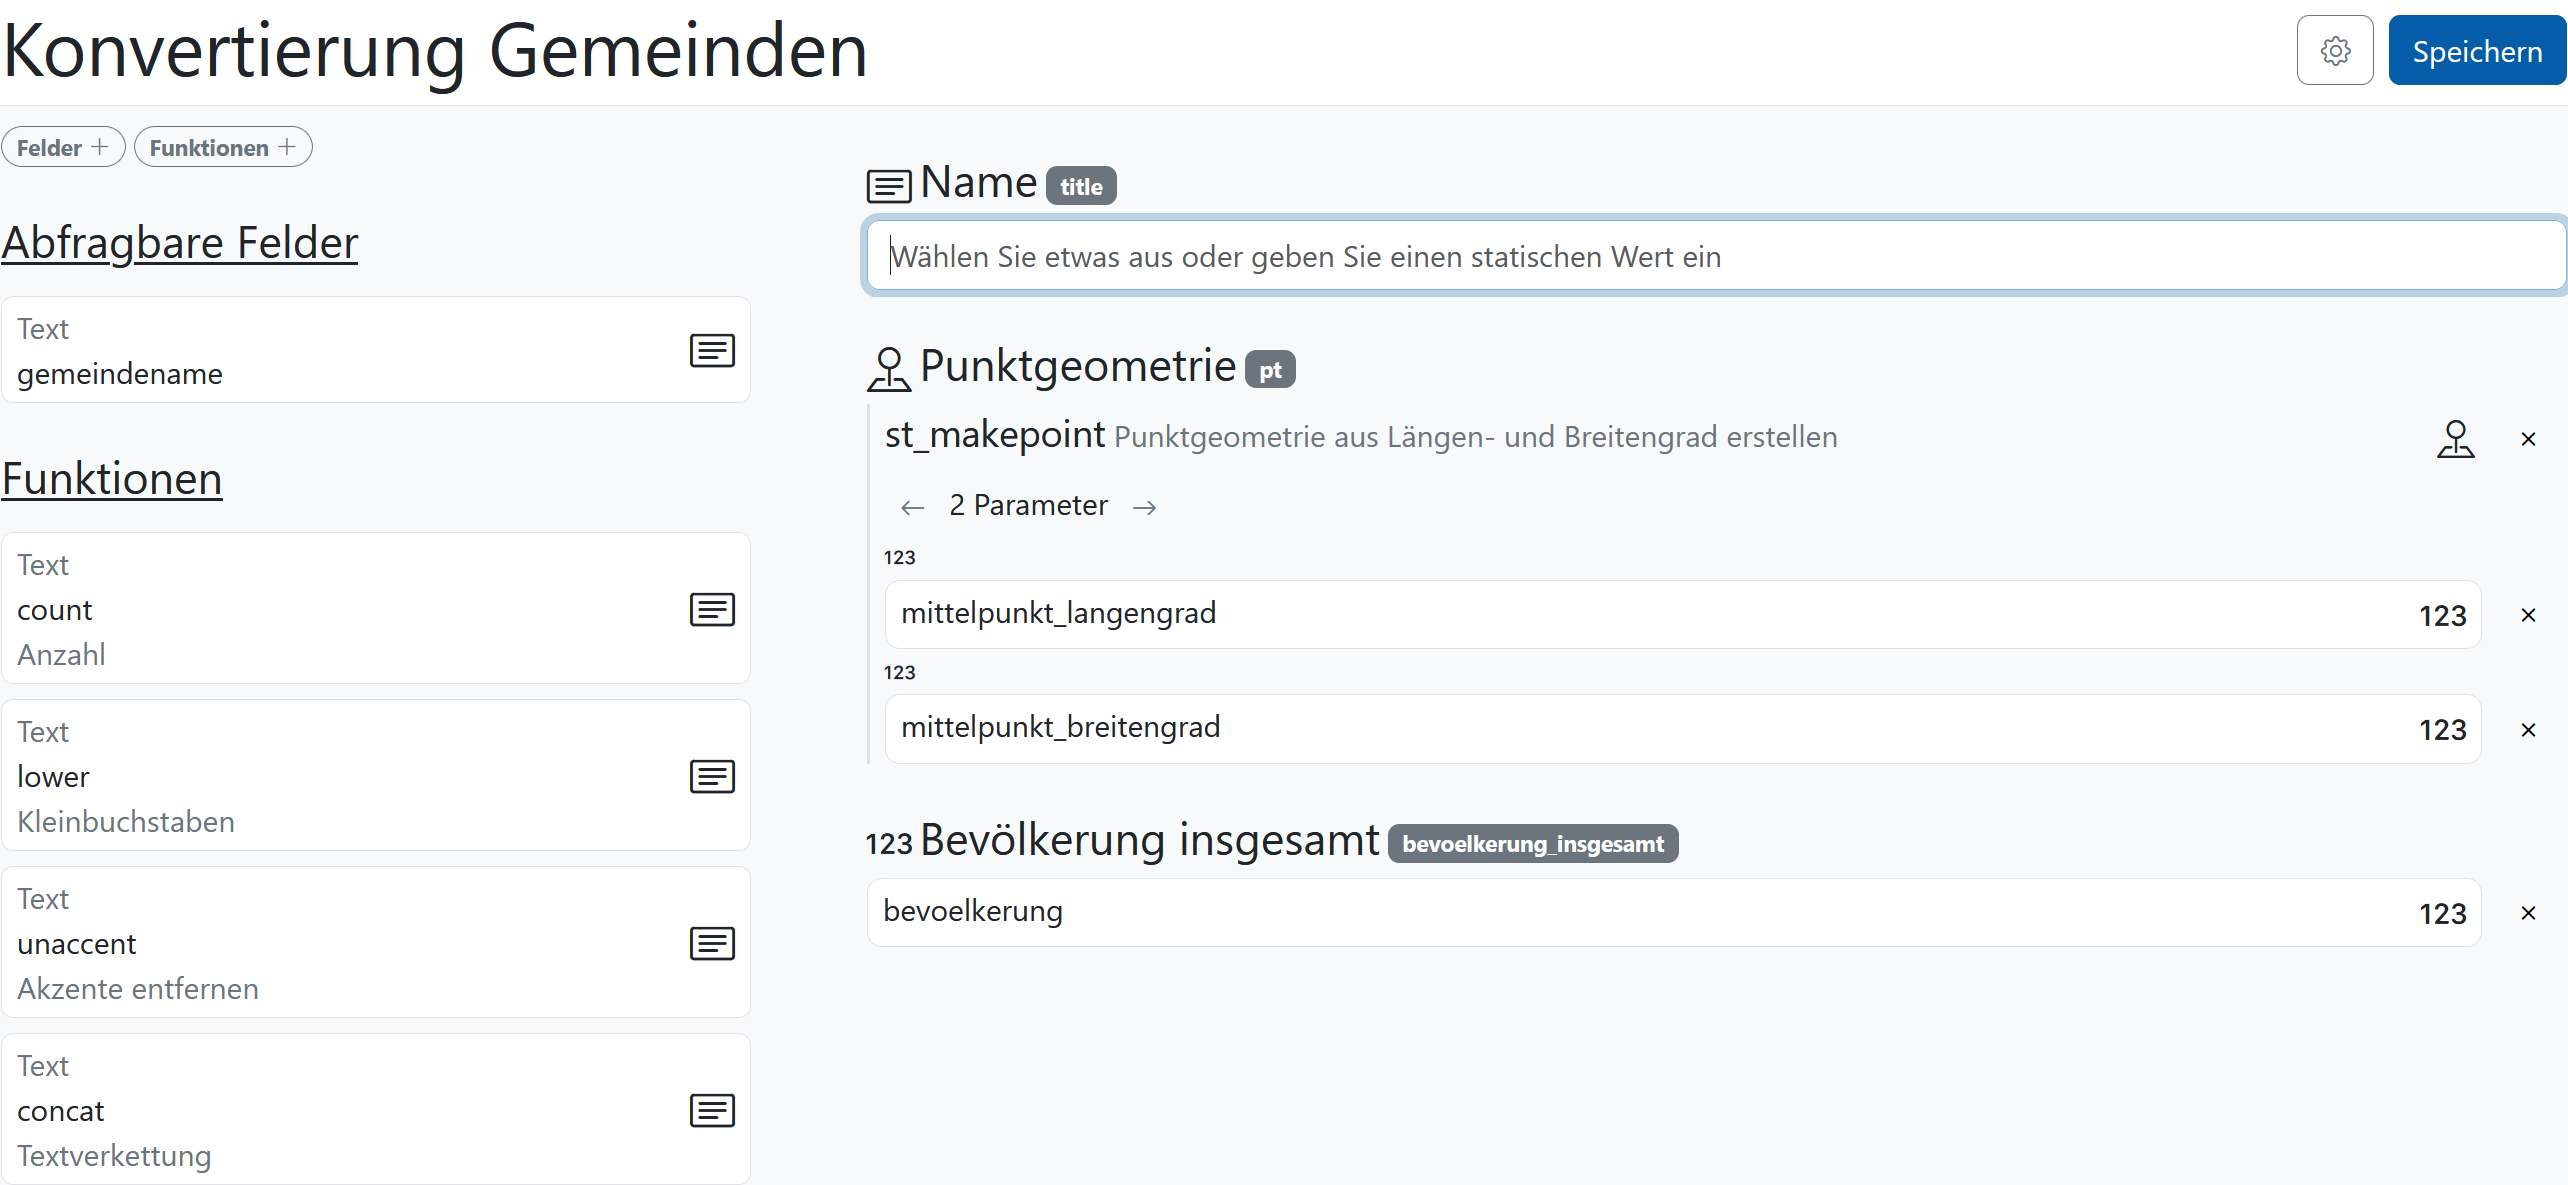 Konvertierung Gemeinden
Speichern
Felder +
Funktionen +
Abfragbare Felder
Text
gemeindename
Funktionen
Text
count
Anzahl
Text
lower
Kleinbuchstaben
Text
unaccent
Akzente entfernen
Text
concat
Textverkettung
Name title
Wählen Sie etwas aus oder geben Sie einen statischen Wert ein
Punktgeometrie pt
st_makepoint Punktgeometrie aus Längen- und Breitengrad erstellen ×
← 2 Parameter →
123
mittelpunkt_langengrad 123 ×
123
mittelpunkt_breitengrad 123 ×
123 Bevölkerung insgesamt bevoelkerung_insgesamt
bevoelkerung 123 ×